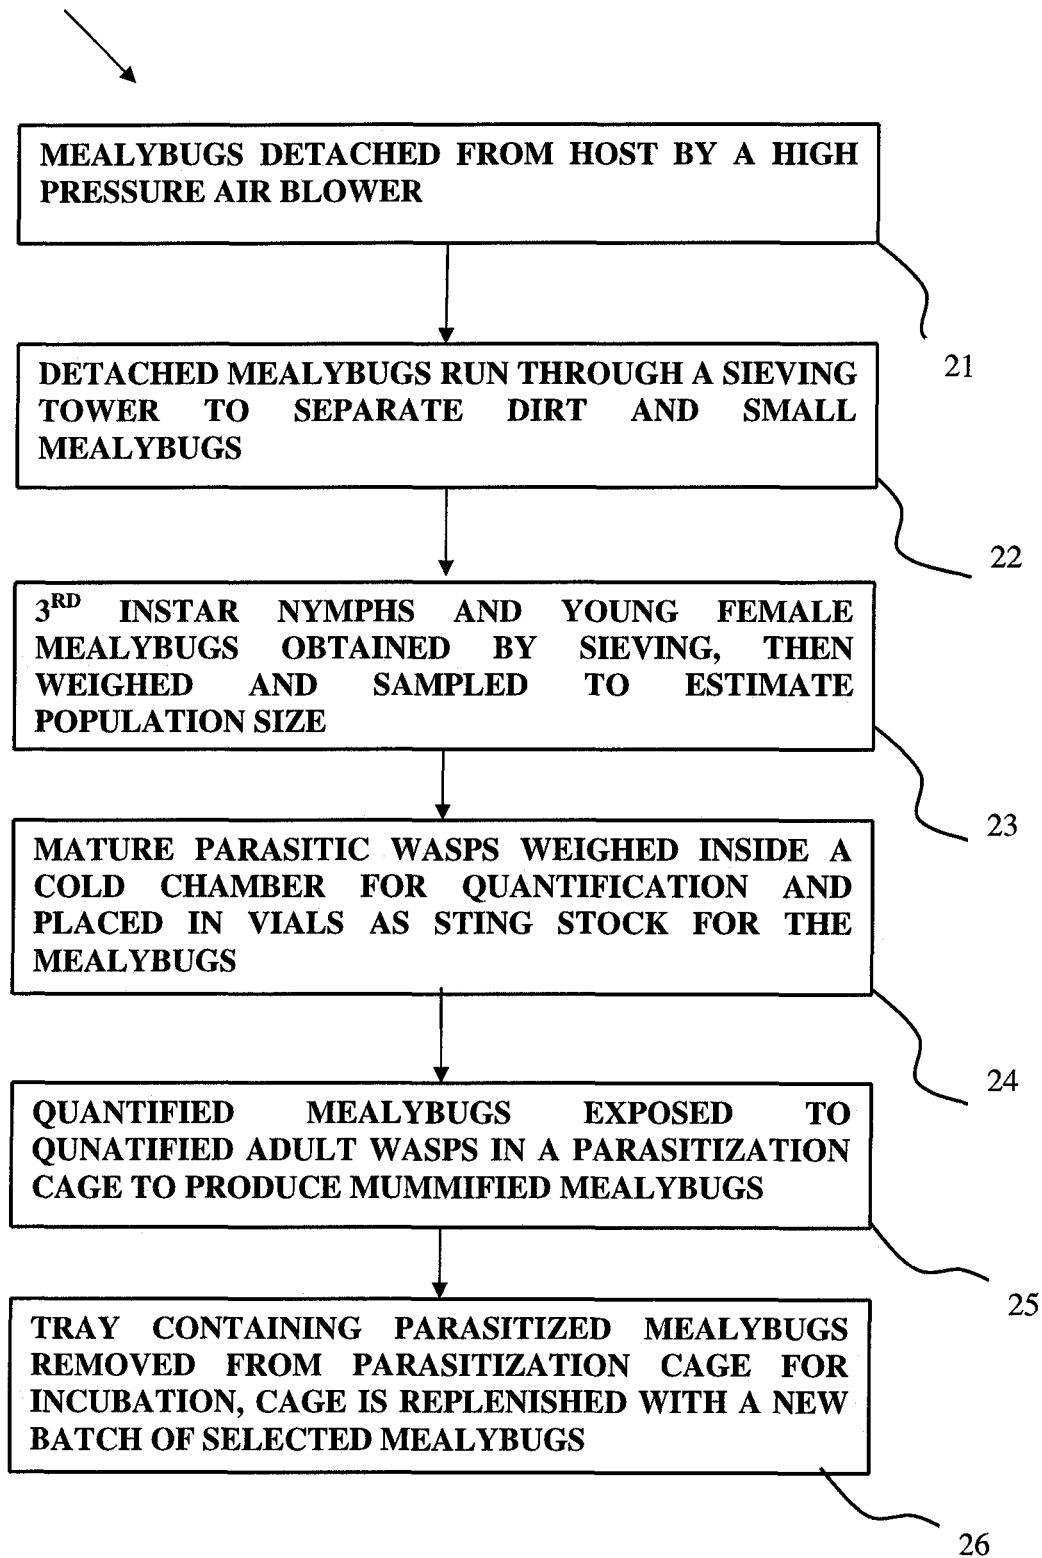 MEALYBUGS DETACHED FROM HOST BY A HIGH
PRESSURE AIR BLOWER
21
DETACHED MEALYBUGS RUN THROUGH A SIEVING
TOWER TO SEPARATE DIRT AND SMALL
MEALYBUGS
22
3RD INSTAR NYMPHS AND YOUNG FEMALE
MEALYBUGS OBTAINED BY SIEVING, THEN
WEIGHED AND SAMPLED TO ESTIMATE
POPULATION SIZE
23
MATURE PARASITIC WASPS WEIGHED INSIDE A
COLD CHAMBER FOR QUANTIFICATION AND
PLACED IN VIALS AS STING STOCK FOR THE
MEALYBUGS
24
QUANTIFIED MEALYBUGS EXPOSED TO
QUNATIFIED ADULT WASPS IN A PARASITIZATION
CAGE TO PRODUCE MUMMIFIED MEALYBUGS
25
TRAY CONTAINING PARASITIZED MEALYBUGS
REMOVED FROM PARASITIZATION CAGE FOR
INCUBATION, CAGE IS REPLENISHED WITH A NEW
BATCH OF SELECTED MEALYBUGS
26